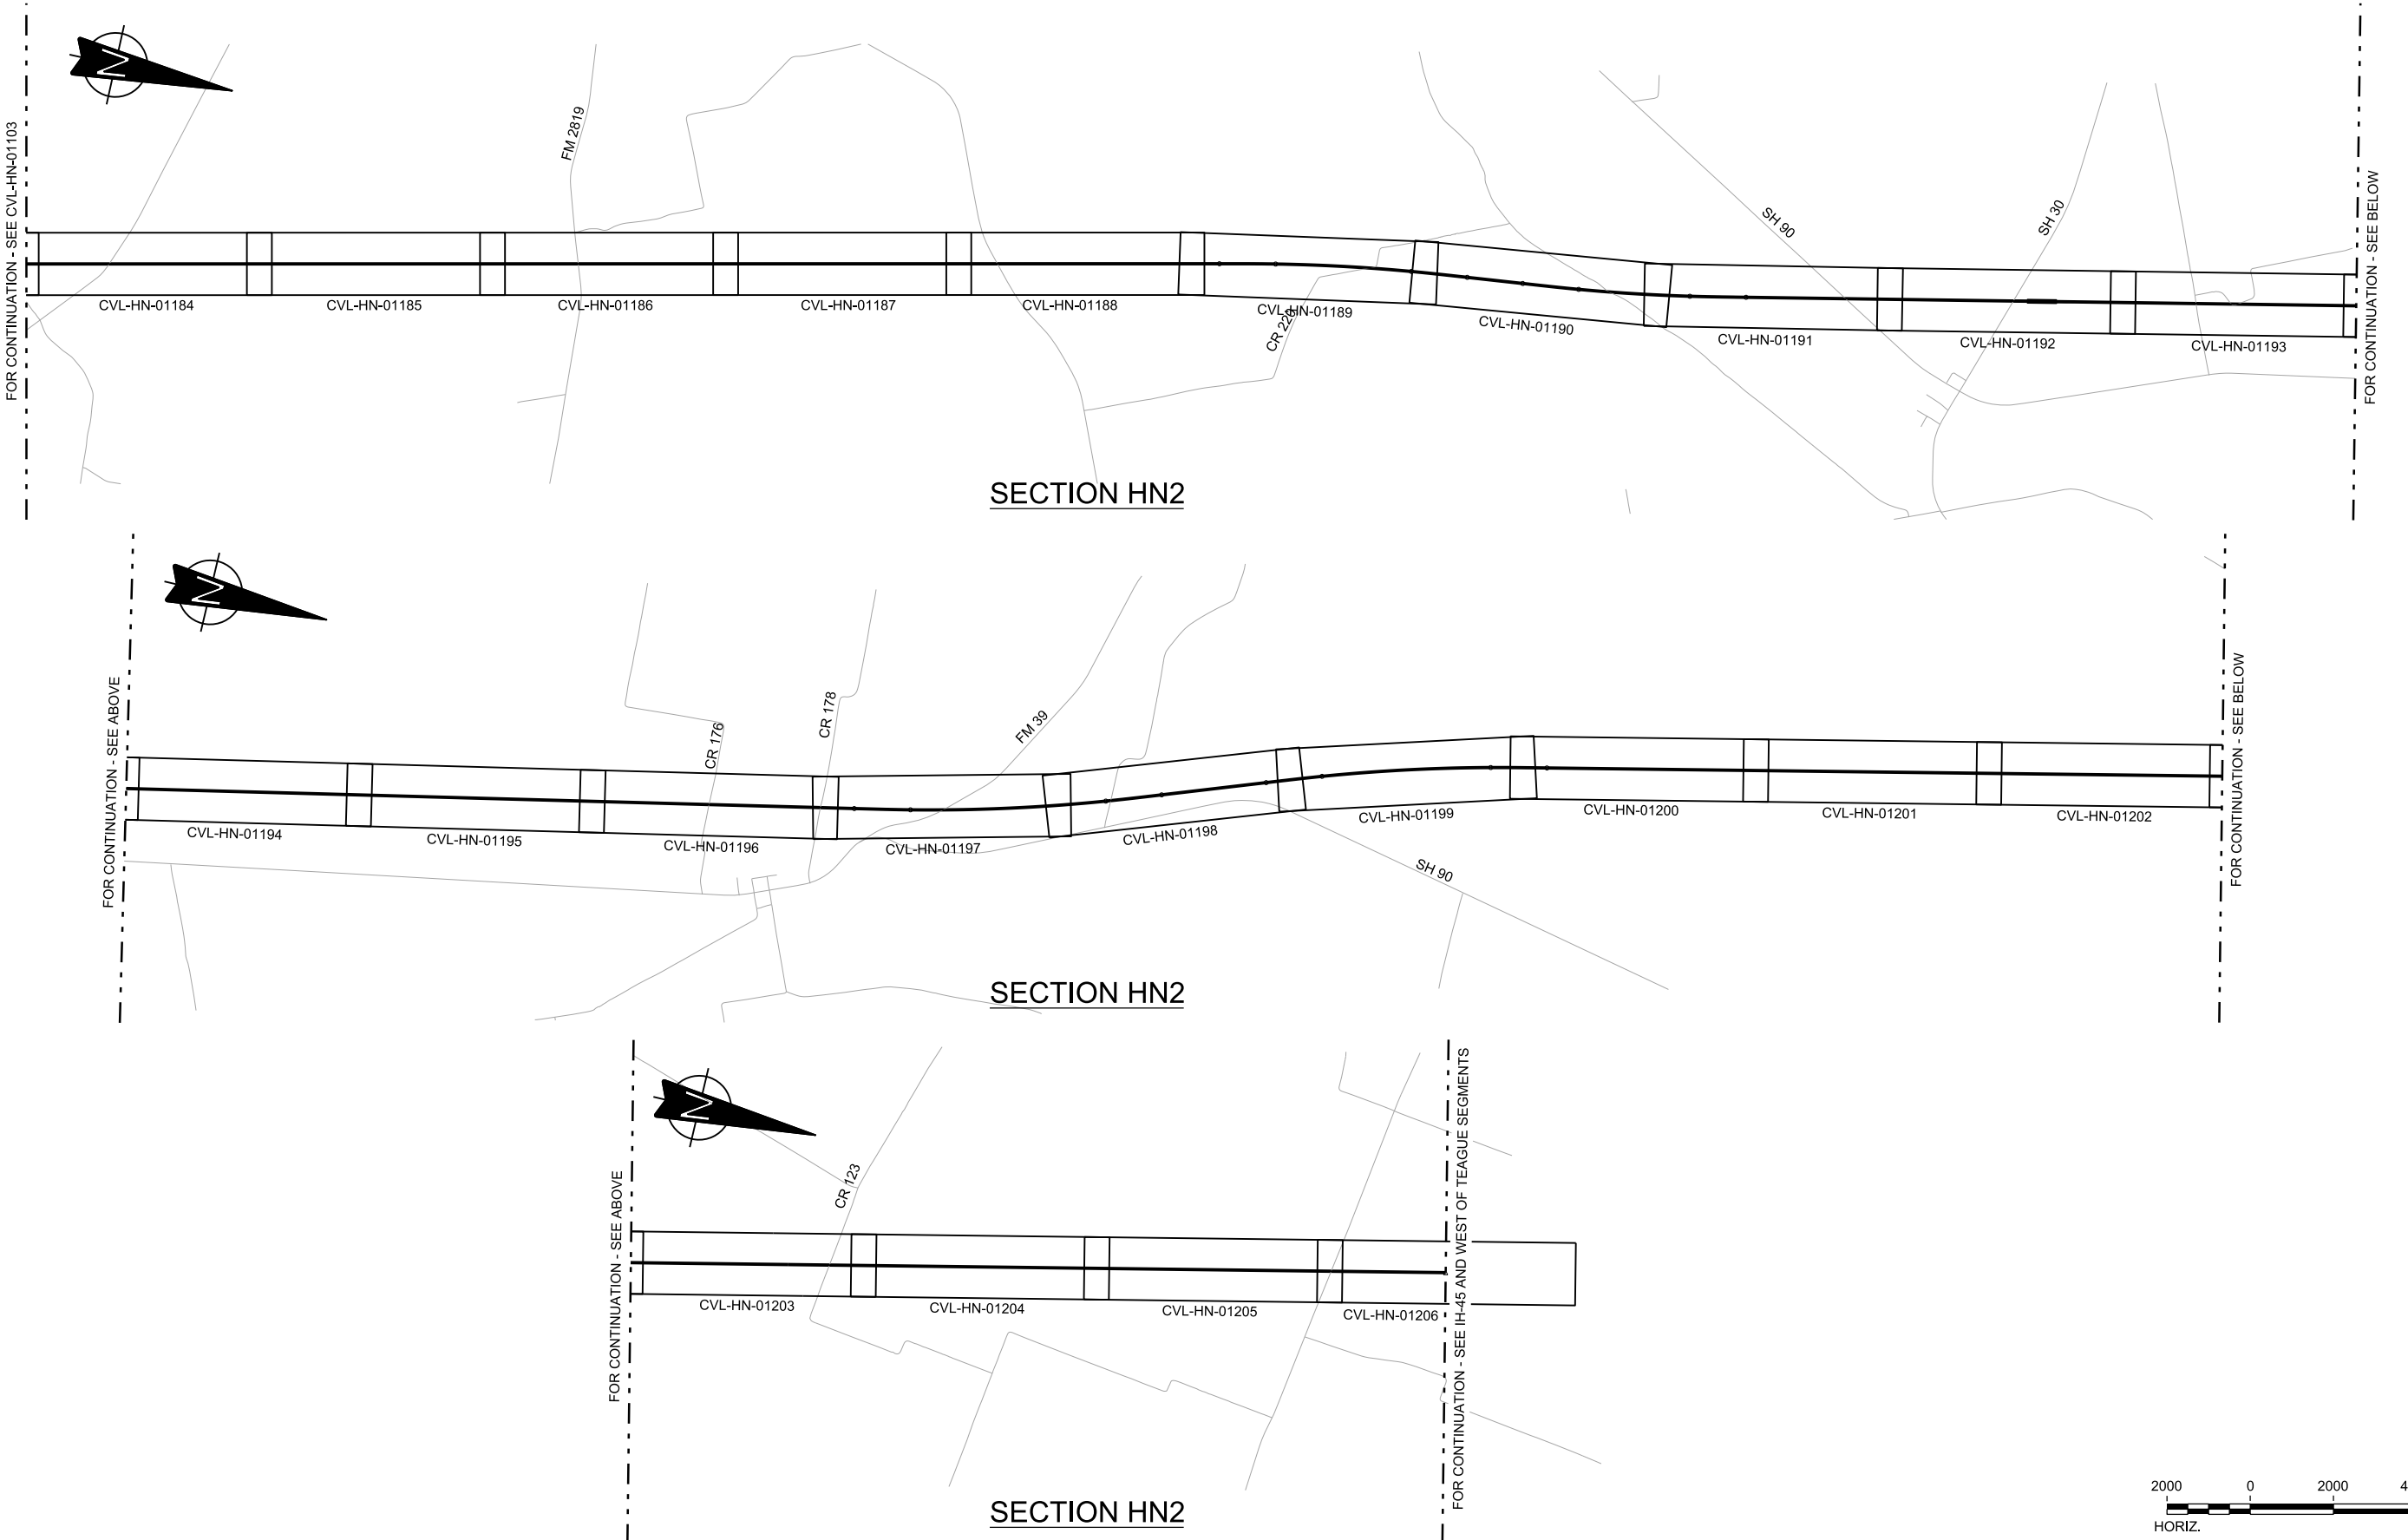 N
FM 2819
SH 90
SH 30
FOR CONTINUATION - SEE CVL-HN-01103
FOR CONTINUATION - SEE BELOW
CVL-HN-01184
CVL-HN-01185
CVL-HN-01186
CVL-HN-01187
CVL-HN-01188
CVL-HN-01189
CVL-HN-01190
CVL-HN-01191
CVL-HN-01192
CVL-HN-01193
CR
SECTION HN2
N
CR 176
CR 178
FM 39
FOR CONTINUATION - SEE ABOVE
FOR CONTINUATION - SEE BELOW
CVL-HN-01194
CVL-HN-01195
CVL-HN-01196
CVL-HN-01197
CVL-HN-01198
CVL-HN-01199
CVL-HN-01200
CVL-HN-01201
CVL-HN-01202
SH 90
SECTION HN2
N
CR 123
FOR CONTINUATION - SEE ABOVE
FOR CONTINUATION - SEE IH-45 AND WEST OF TEAGUE SEGMENTS
CVL-HN-01203
CVL-HN-01204
CVL-HN-01205
CVL-HN-01206
SECTION HN2
2000 0 2000 4
HORIZ.